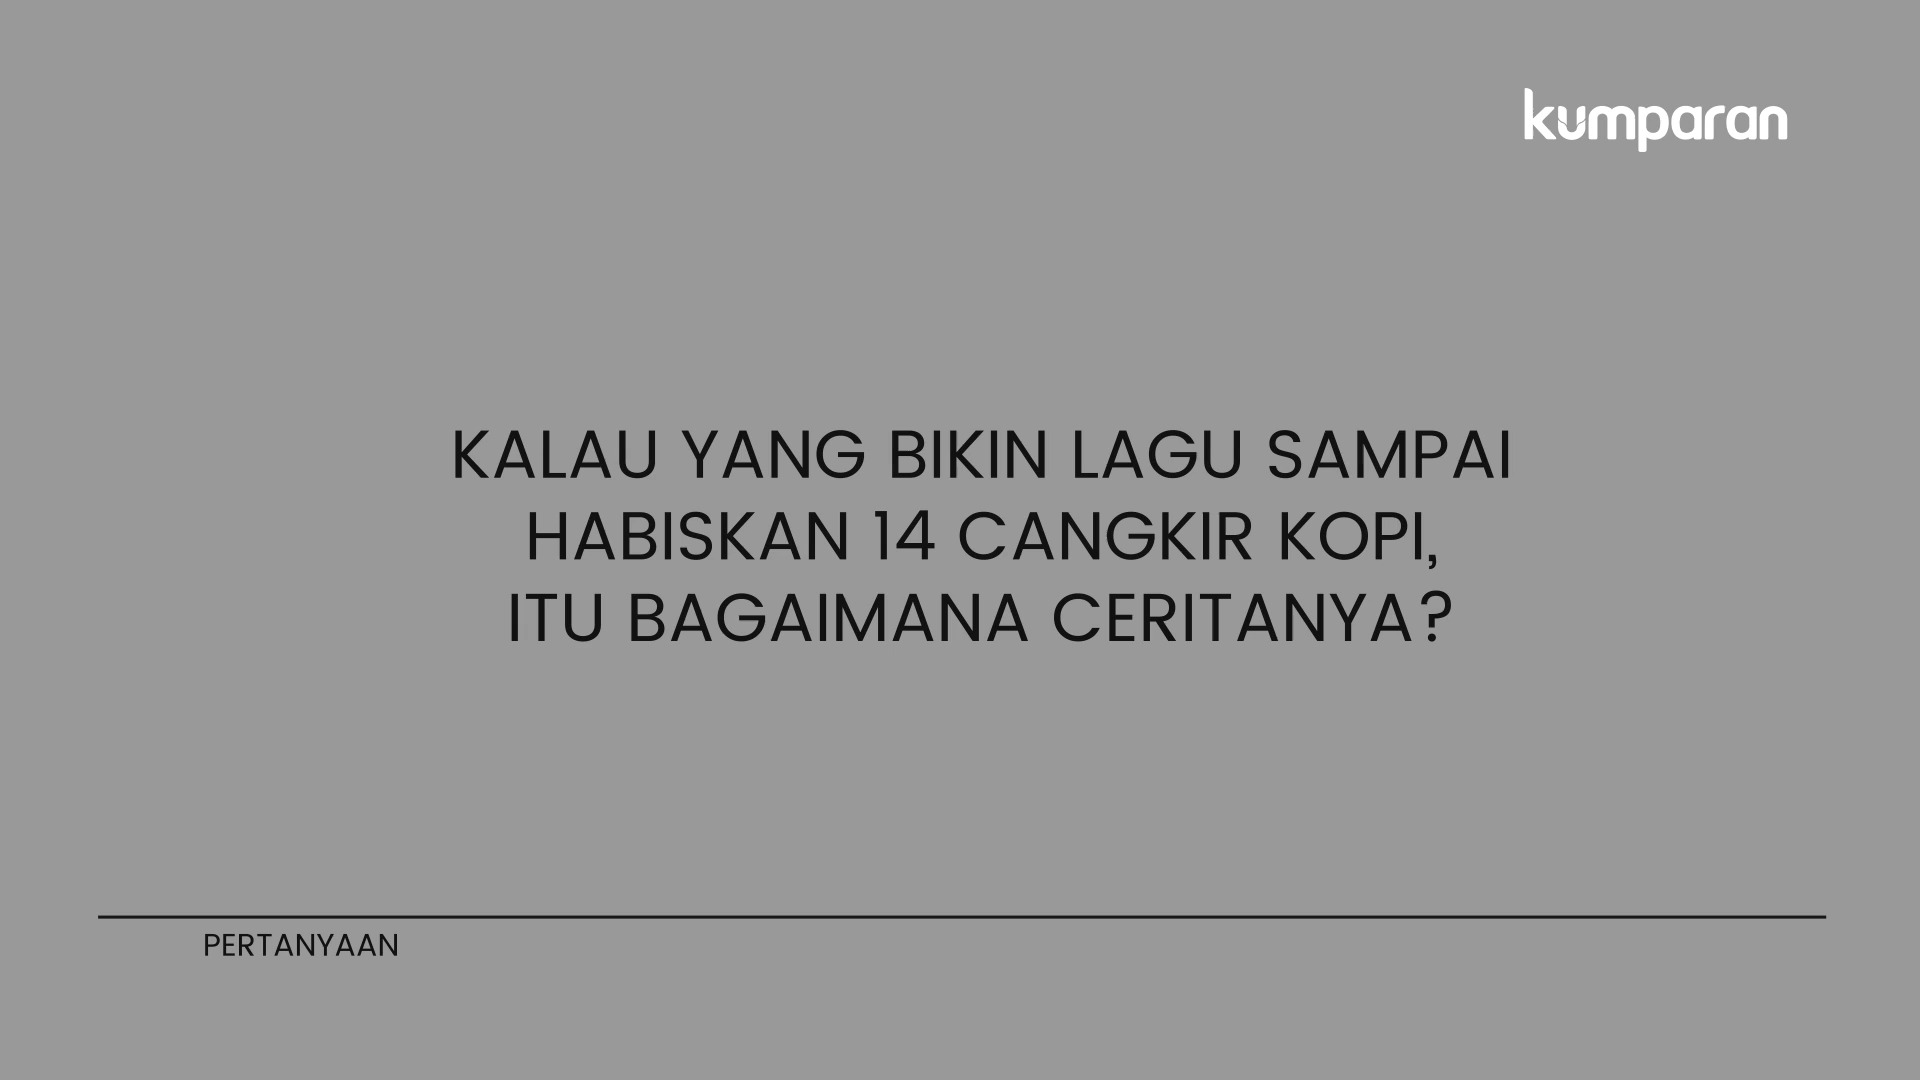 kumparan
KALAU YANG BIKIN LAGU SAMPAI
HABISKAN 14 CANGKIR KOPI,
ITU BAGAIMANA CERITANYA?
PERTANYAAN